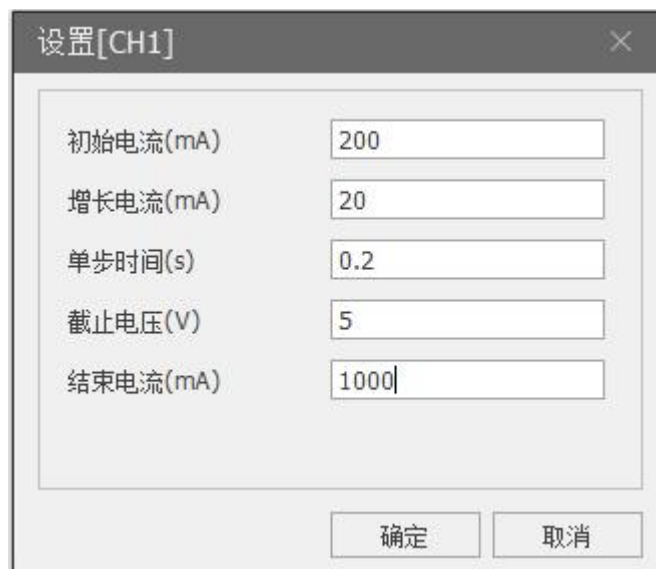 设置[CH1]
初始电流(mA) 200
增长电流(mA) 20
单步时间(s) 0.2
截止电压(V) 5
结束电流(mA) 1000
确定 取消